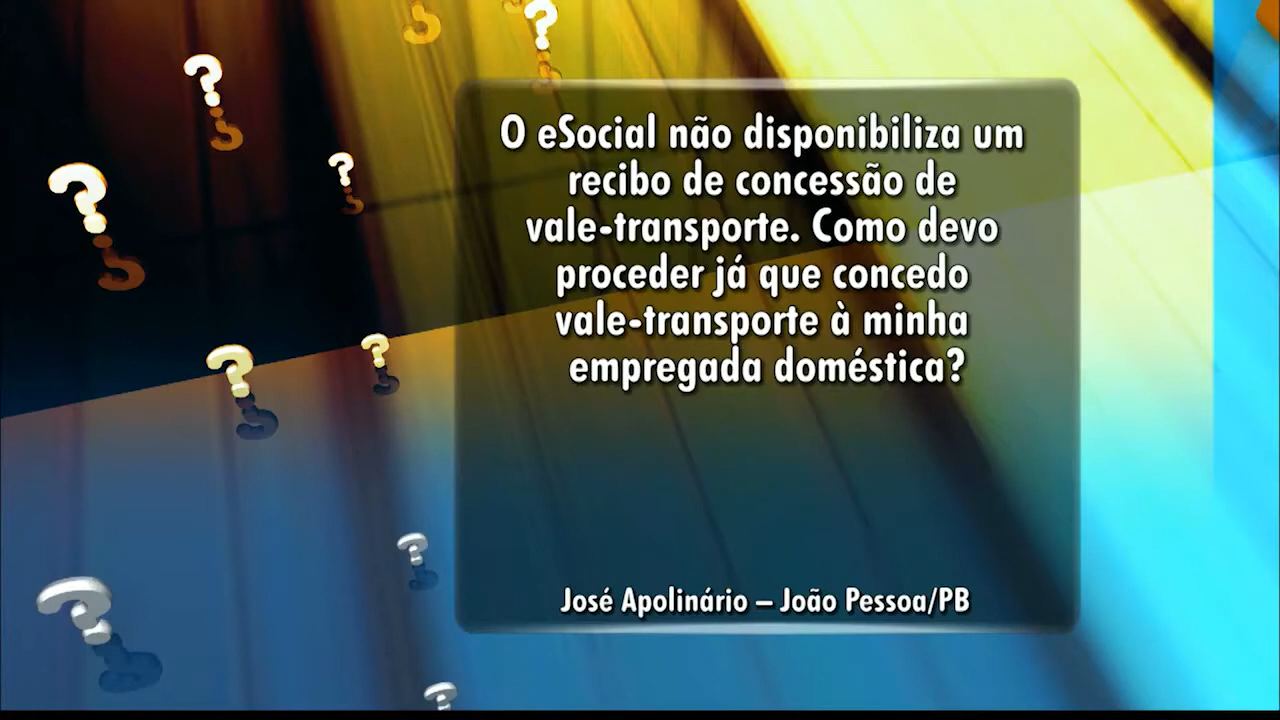 O eSocial não disponibiliza um
recibo de concessão de
vale-transporte. Como devo
proceder já que concedo
vale-transporte à minha
empregada doméstica?
José Apolinário – João Pessoa/PB